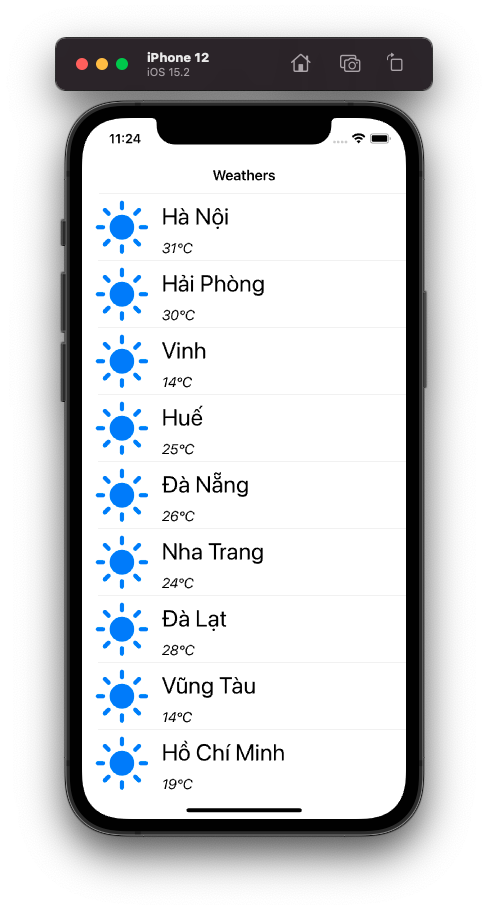 iPhone 12
iOS 15.2
11:24
Weathers
Hà Nội
31°C
Hải Phòng
30°C
Vinh
14°C
Huế
25°C
Đà Nẵng
26°C
Nha Trang
24°C
Đà Lạt
28°C
Vũng Tàu
14°C
Hồ Chí Minh
19°C